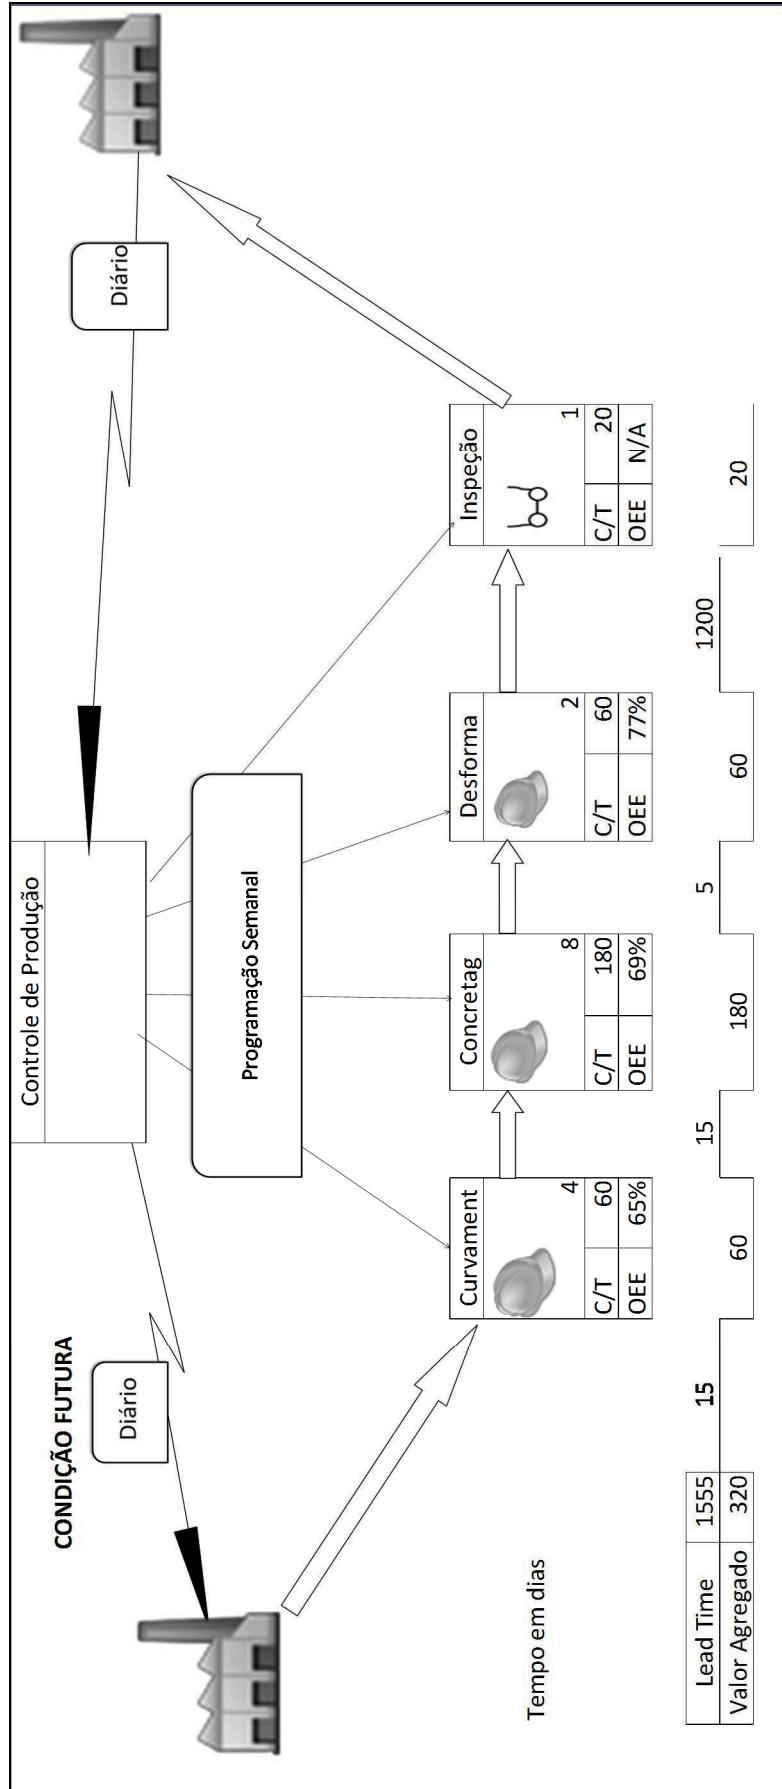 CONDIÇÃO FUTURA
Controle de Produção
Diário
Diário
Programação Semanal
Curvament
4
C/T 60
OEE 65%
Concretag
8
C/T 180
OEE 69%
Desforma
2
C/T 60
OEE 77%
Inspeção
1
C/T 20
OEE N/A
Tempo em dias
15 15 5 1200
60 180 60 20
Lead Time 1555
Valor Agregado 320